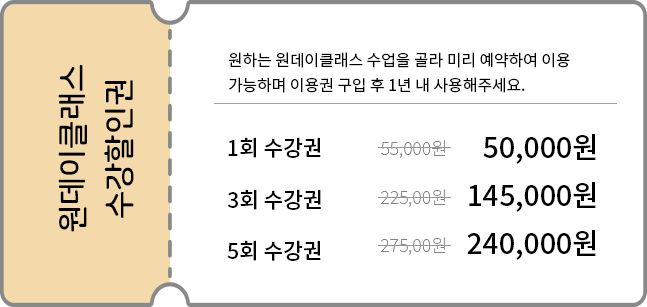 원데이클래스
수강할인권
원하는 원데이클래스 수업을 골라 미리 예약하여 이용
가능하며 이용권 구입 후 1년 내 사용해주세요.
1회 수강권 55,000원 50,000원
3회 수강권 225,00원 145,000원
5회 수강권 275,00원 240,000원